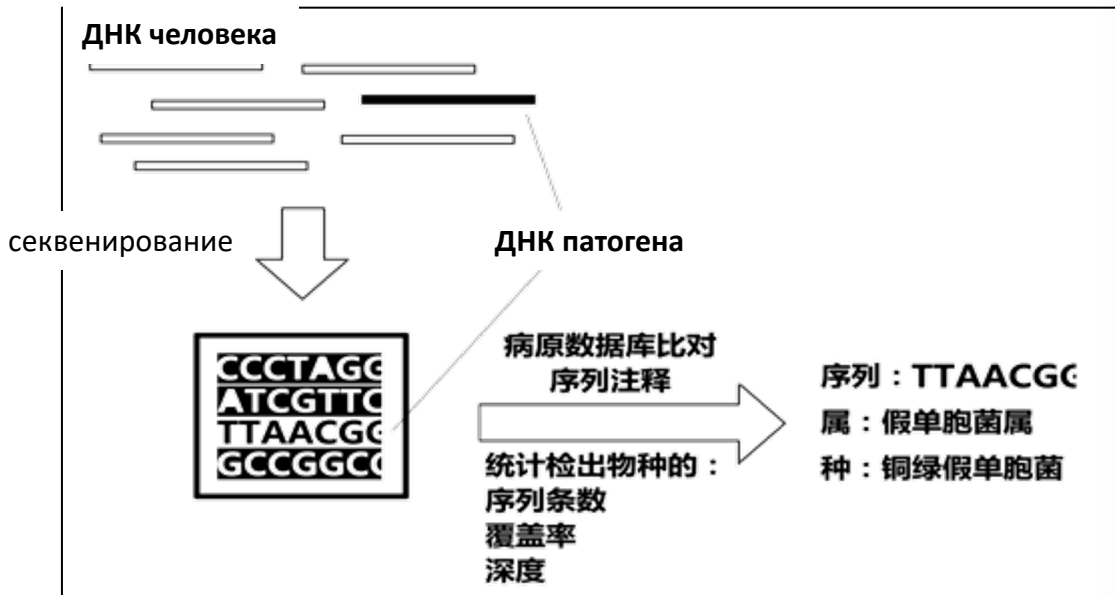 ДНК человека
секвенирование
ДНК патогена
CCCTAGG
ATCGTTC
TTAACGG
GCCGGCC
病原数据库比对
序列注释
统计检出物种的：
序列条数
覆盖率
深度
序列：TTAACGG
属：假单胞菌属
种：铜绿假单胞菌